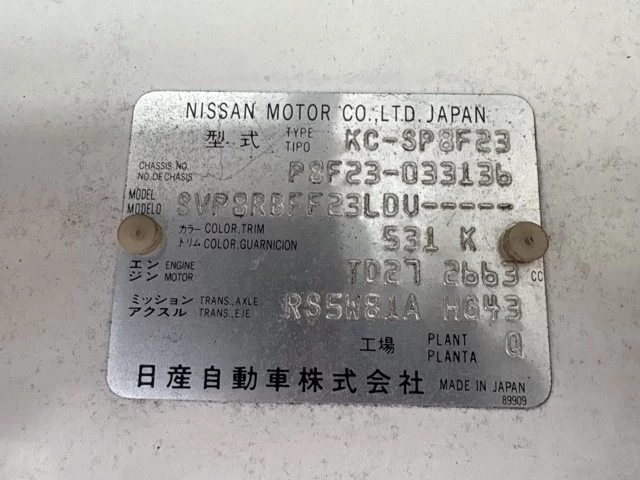 NISSAN MOTOR CO.,LTD. JAPAN
型式 TYPE TIPO KC-SP8F23
CHASSIS NO. NO. DE CHASIS P8F23-033136
MODEL MODELO SVP8RBFF23LDU-----
カラー トリム COLOR,TRIM COLOR,GUARNICION 531 K
エンジン ENGINE MOTOR TD27 2663 CC
ミッション アクスル TRANS.,AXLE TRANS.,EJE RS5W81A HG43
工場 PLANT PLANTA Q
日産自動車株式会社 MADE IN JAPAN
89909